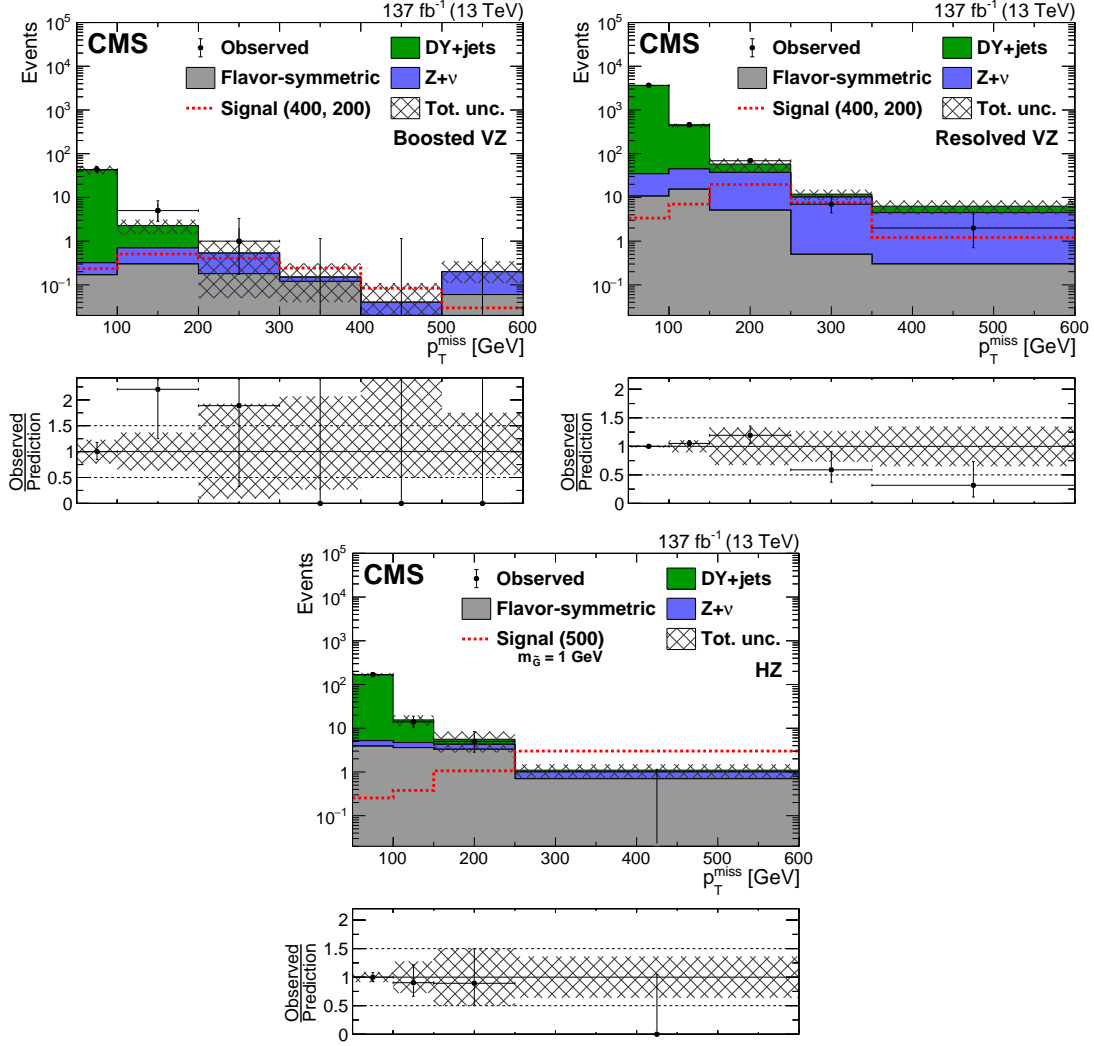 137 fb⁻¹ (13 TeV)
CMS
Observed
DY+jets
Flavor-symmetric
Z+ν
Signal (400, 200)
Tot. unc.
Boosted VZ
Events
10⁵
10⁴
10³
10²
10
1
10⁻¹
100 200 300 400 500 600
p_T^miss [GeV]
Observed
Prediction
2
1.5
1
0.5
0
137 fb⁻¹ (13 TeV)
CMS
Observed
DY+jets
Flavor-symmetric
Z+ν
Signal (400, 200)
Tot. unc.
Resolved VZ
Events
10⁵
10⁴
10³
10²
10
1
10⁻¹
100 200 300 400 500 600
p_T^miss [GeV]
Observed
Prediction
2
1.5
1
0.5
0
137 fb⁻¹ (13 TeV)
CMS
Observed
DY+jets
Flavor-symmetric
Z+ν
Signal (500)
Tot. unc.
m_G̃ = 1 GeV
HZ
Events
10⁵
10⁴
10³
10²
10
1
10⁻¹
100 200 300 400 500 600
p_T^miss [GeV]
Observed
Prediction
2
1.5
1
0.5
0